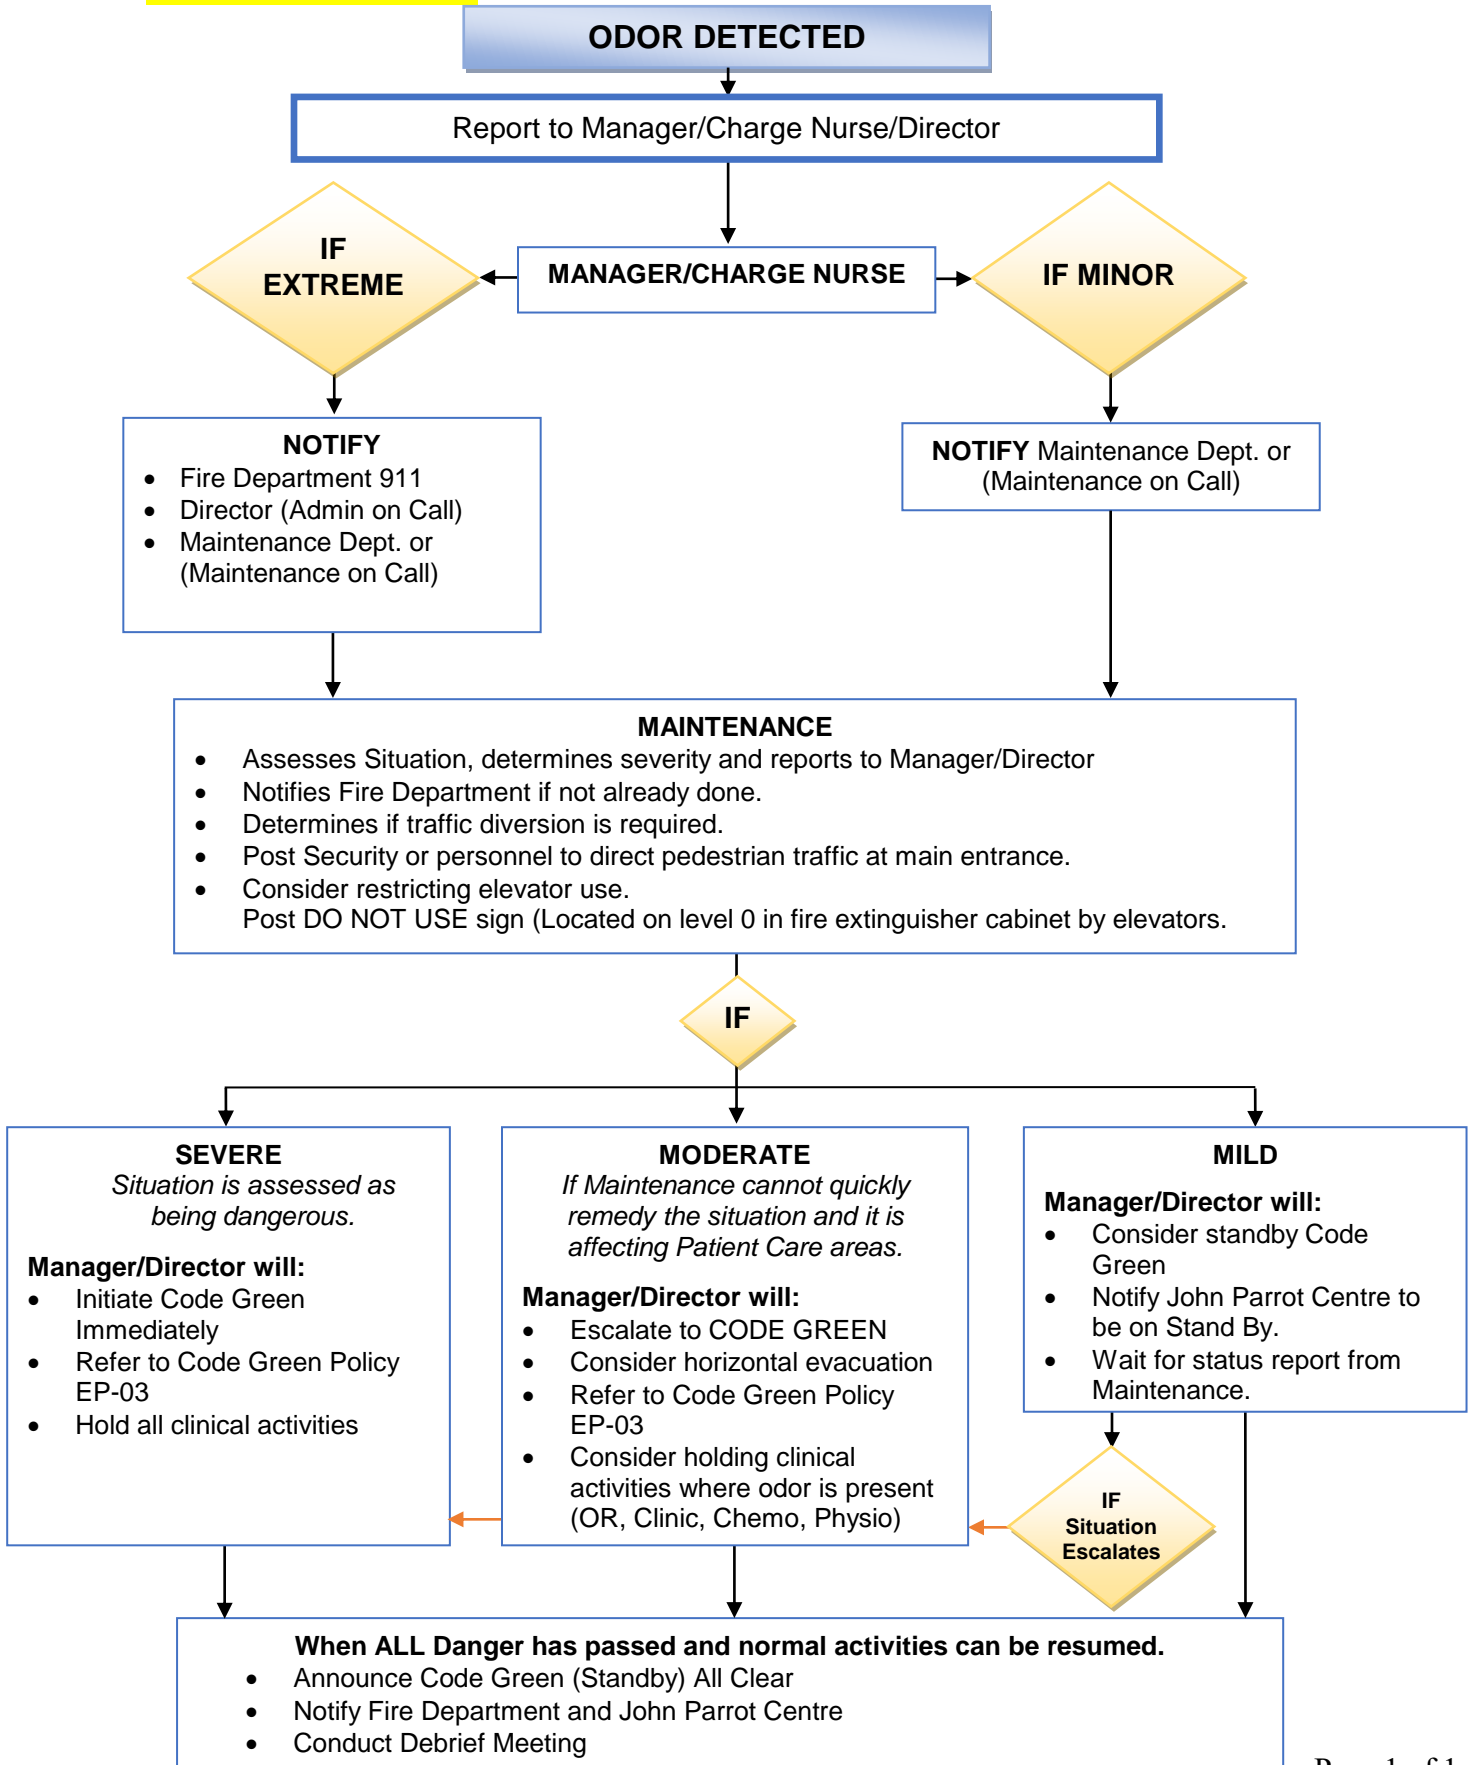 ODOR DETECTED
Report to Manager/Charge Nurse/Director
IF
EXTREME
MANAGER/CHARGE NURSE
IF MINOR
NOTIFY
• Fire Department 911
• Director (Admin on Call)
• Maintenance Dept. or
(Maintenance on Call)
NOTIFY Maintenance Dept. or
(Maintenance on Call)
MAINTENANCE
• Assesses Situation, determines severity and reports to Manager/Director
• Notifies Fire Department if not already done.
• Determines if traffic diversion is required.
• Post Security or personnel to direct pedestrian traffic at main entrance.
• Consider restricting elevator use.
Post DO NOT USE sign (Located on level 0 in fire extinguisher cabinet by elevators.
IF
SEVERE
Situation is assessed as
being dangerous.
Manager/Director will:
• Initiate Code Green
Immediately
• Refer to Code Green Policy
EP-03
• Hold all clinical activities
MODERATE
If Maintenance cannot quickly
remedy the situation and it is
affecting Patient Care areas.
Manager/Director will:
• Escalate to CODE GREEN
• Consider horizontal evacuation
• Refer to Code Green Policy
EP-03
• Consider holding clinical
activities where odor is present
(OR, Clinic, Chemo, Physio)
MILD
Manager/Director will:
• Consider standby Code
Green
• Notify John Parrot Centre to
be on Stand By.
• Wait for status report from
Maintenance.
IF
Situation
Escalates
When ALL Danger has passed and normal activities can be resumed.
• Announce Code Green (Standby) All Clear
• Notify Fire Department and John Parrot Centre
• Conduct Debrief Meeting